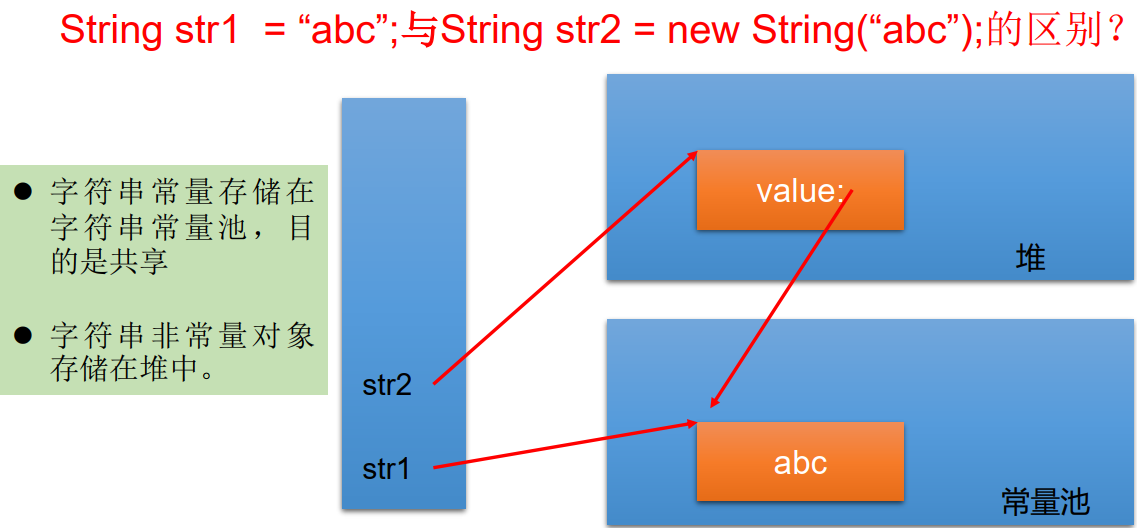 String str1  = “abc”;与String str2 = new String(“abc”);的区别？
● 字符串常量存储在
字符串常量池，目
的是共享
● 字符串非常量对象
存储在堆中。
str2
str1
value:
堆
abc
常量池